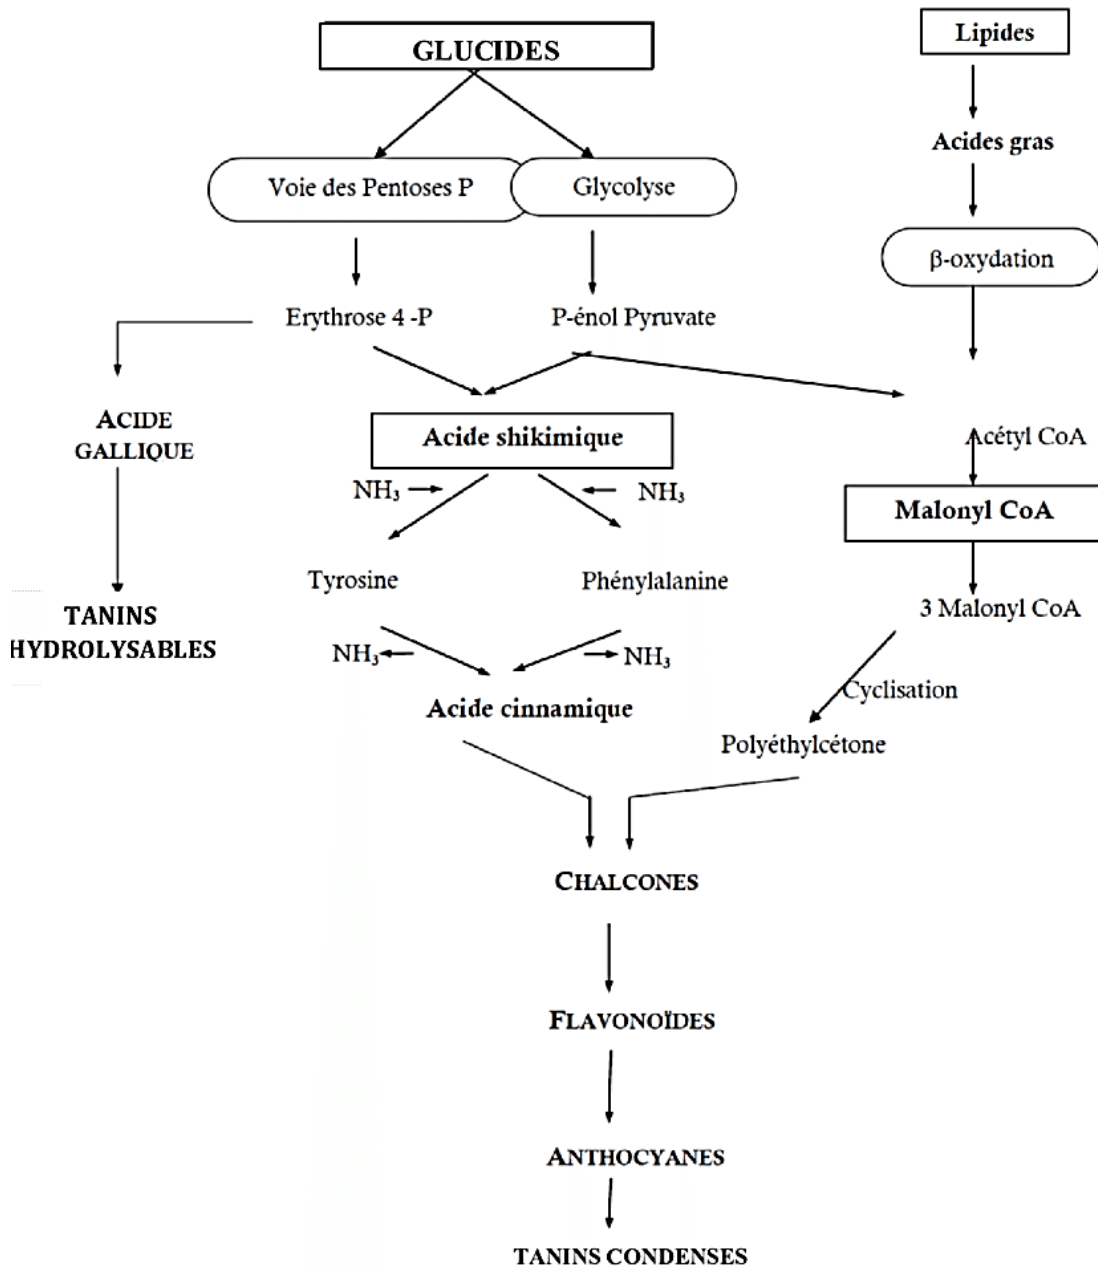 GLUCIDES
Lipides
Acides gras
Voie des Pentoses P
Glycolyse
β-oxydation
Erythrose 4 -P
P-énol Pyruvate
ACIDE
GALLIQUE
Acide shikimique
Acétyl CoA
NH₃
NH₃
Malonyl CoA
Tyrosine
Phénylalanine
3 Malonyl CoA
TANINS
HYDROLYSABLES
NH₃
NH₃
Cyclisation
Acide cinnamique
Polyéthylcétone
CHALCONES
FLAVONOÏDES
ANTHOCYANES
TANINS CONDENSES